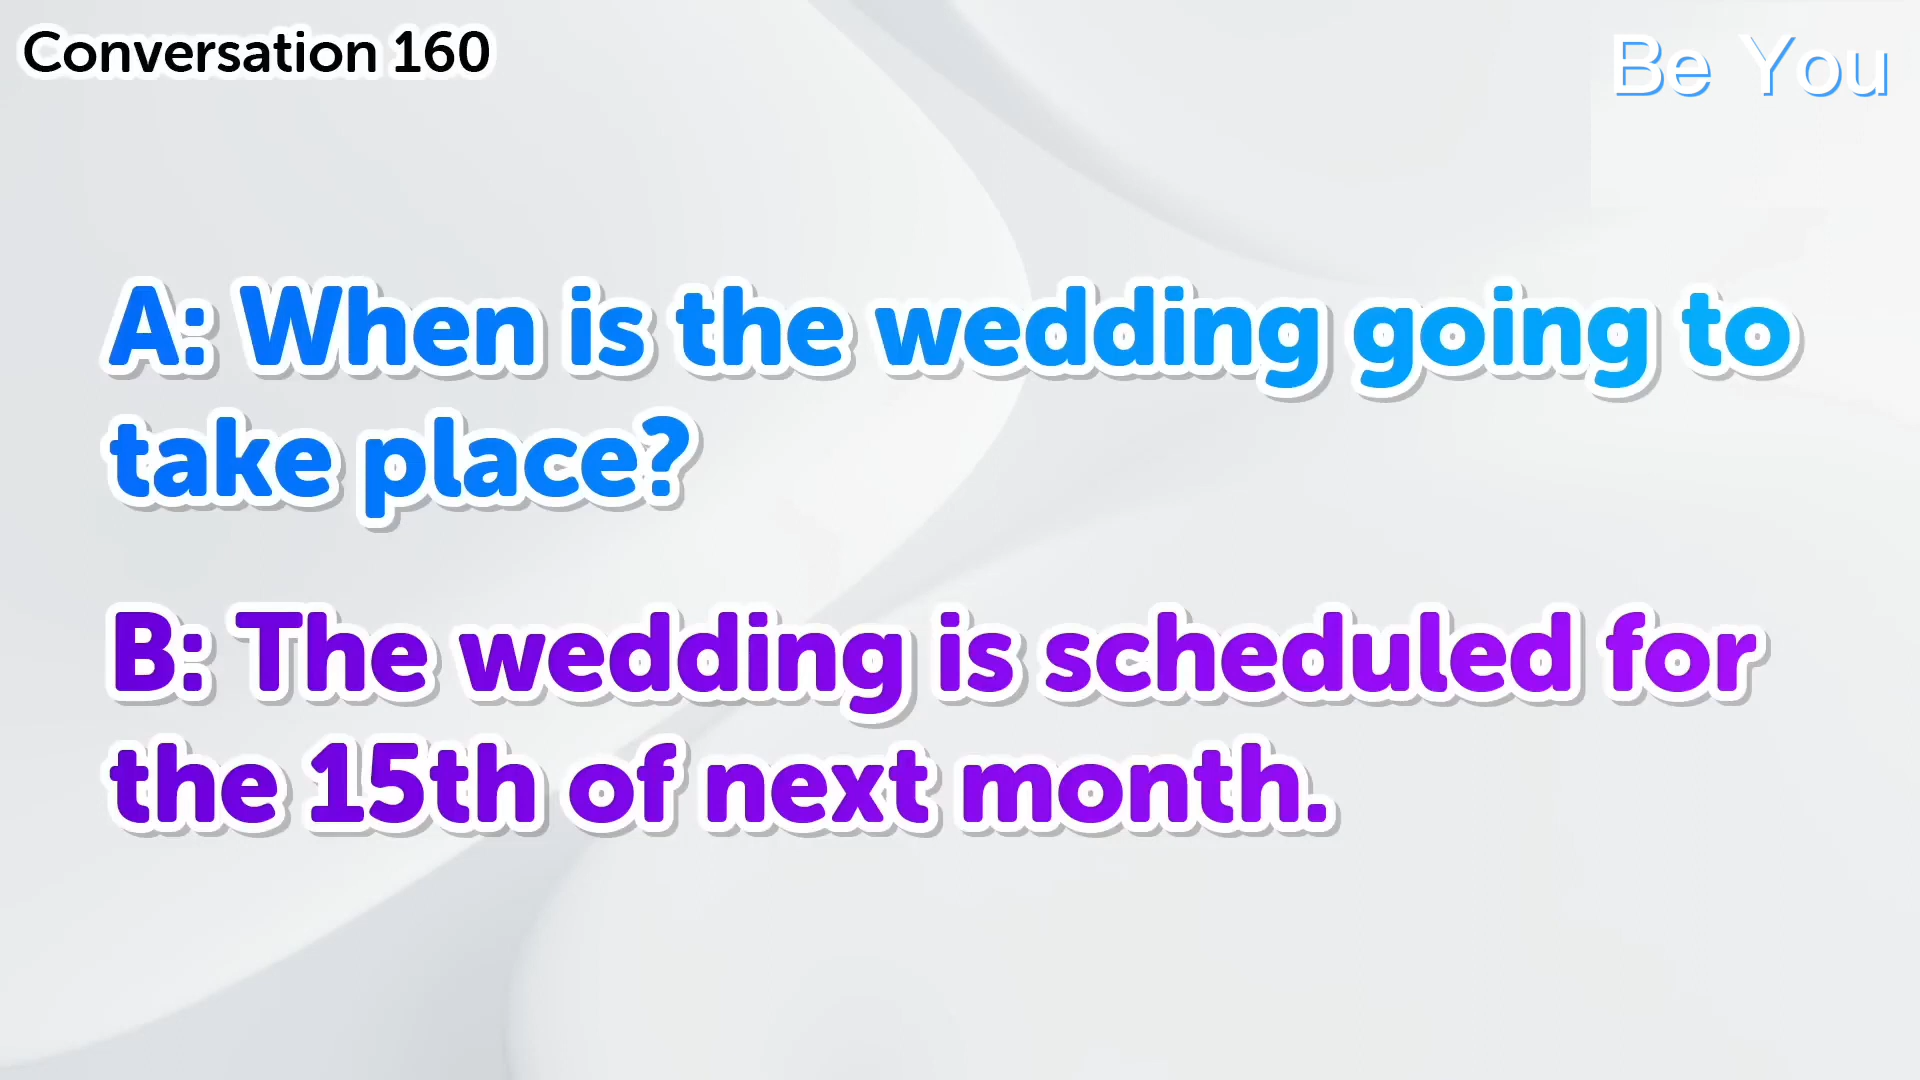 Conversation 160
Be You
A: When is the wedding going to
take place?
B: The wedding is scheduled for
the 15th of next month.